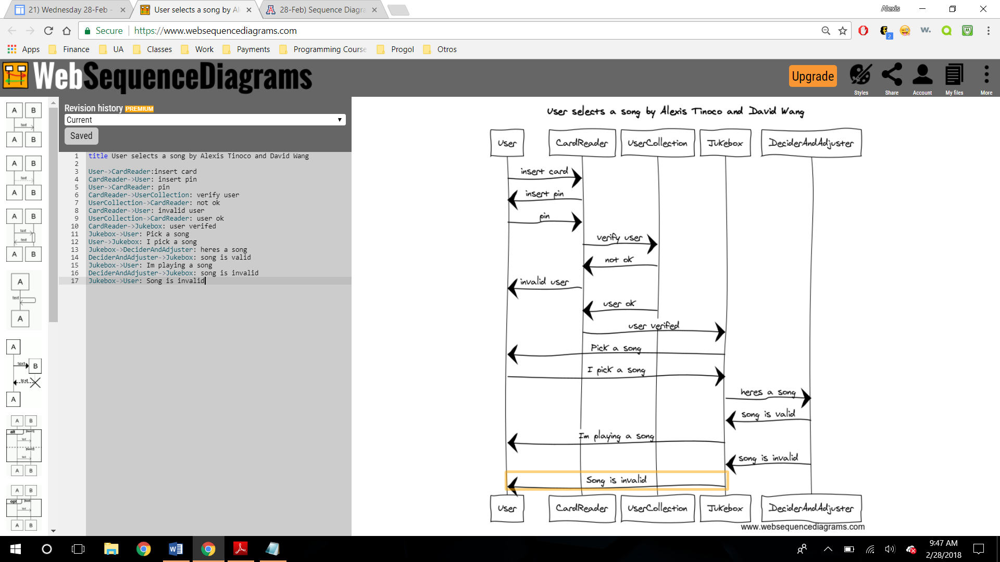 21) Wednesday 28-Feb -
User selects a song by Al
28-Feb) Sequence Diagra
Alexis
Secure
https://www.websequencediagrams.com
2
w.
Apps
Finance
UA
Classes
Work
Payments
Programming Course
Progol
Otros
WebSequenceDiagrams
Upgrade
Styles
Share
Account
My files
More
Revision history PREMIUM
Current
Saved
1 title User selects a song by Alexis Tinoco and David Wang
2
3 User->CardReader:insert card
4 CardReader->User: insert pin
5 User->CardReader: pin
6 CardReader->UserCollection: verify user
7 UserCollection->CardReader: not ok
8 CardReader->User: invalid user
9 UserCollection->CardReader: user ok
10 CardReader->Jukebox: user verifed
11 Jukebox->User: Pick a song
12 User->Jukebox: I pick a song
13 Jukebox->DeciderAndAdjuster: heres a song
14 DeciderAndAdjuster->Jukebox: song is valid
15 Jukebox->User: Im playing a song
16 DeciderAndAdjuster->Jukebox: song is invalid
17 Jukebox->User: Song is invalid
A B
text
A B
A B
text
A B
A B
text
text
A B
A
text
A
A
text B
text
A
A B
alt [text1]
text
[text2]
text
A B
A B
opt [text]
text
A B
User selects a song by Alexis Tinoco and David Wang
User CardReader UserCollection Jukebox DeciderAndAdjuster
insert card
insert pin
pin
verify user
not ok
invalid user
user ok
user verifed
Pick a song
I pick a song
heres a song
song is valid
Im playing a song
song is invalid
Song is invalid
User CardReader UserCollection Jukebox DeciderAndAdjuster
www.websequencediagrams.com
9:47 AM
2/28/2018